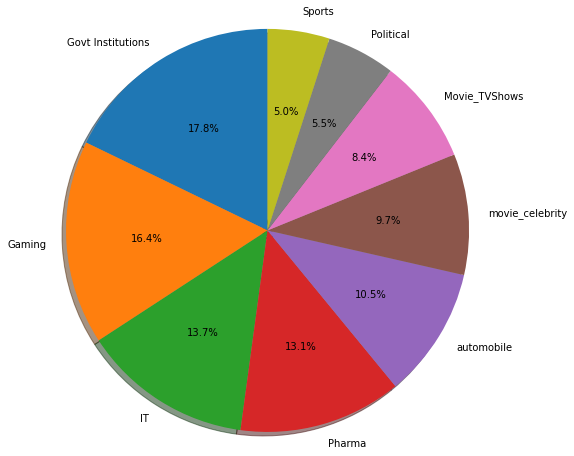 Sports
Political
Govt Institutions
Movie_TVShows
5.0%
5.5%
17.8%
8.4%
movie_celebrity
9.7%
Gaming
16.4%
10.5%
13.7%
13.1%
automobile
IT
Pharma